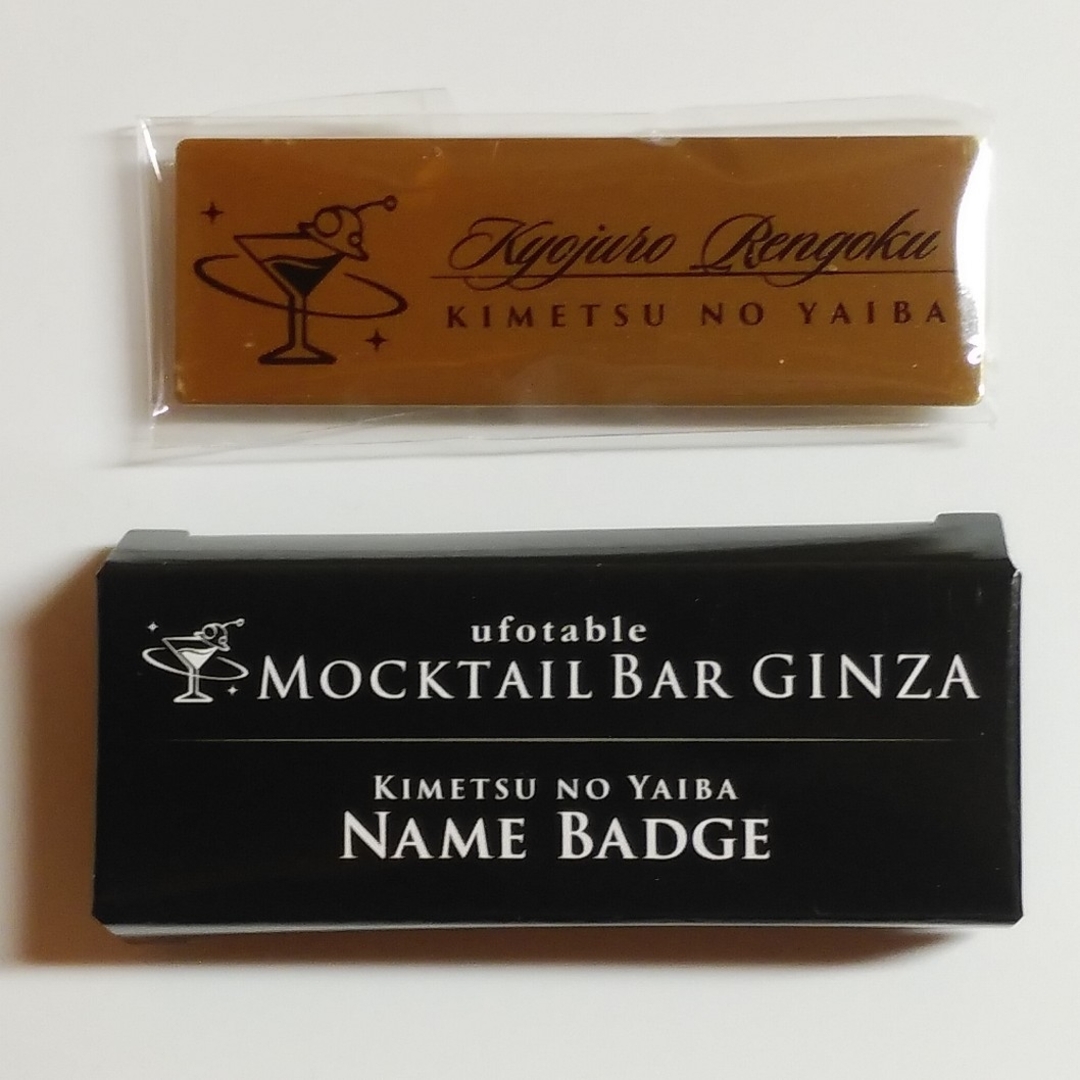 Kyojuro Rengoku
KIMETSU NO YAIBA
ufotable
MOCKTAIL BAR GINZA
KIMETSU NO YAIBA
NAME BADGE